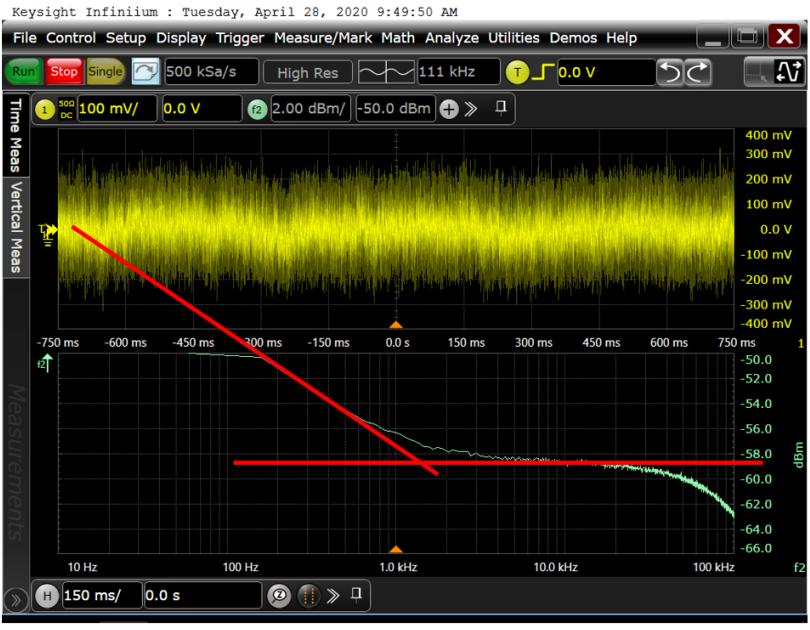 Keysight Infiniium : Tuesday, April 28, 2020 9:49:50 AM
File Control Setup Display Trigger Measure/Mark Math Analyze Utilities Demos Help
Run Stop Single 500 kSa/s High Res 111 kHz T 0.0 V
1 50Ω DC 100 mV/ 0.0 V f2 2.00 dBm/ -50.0 dBm
Time Meas
Vertical Meas
Measurements
400 mV
300 mV
200 mV
100 mV
0.0 V
-100 mV
-200 mV
-300 mV
-400 mV
-750 ms -600 ms -450 ms -300 ms -150 ms 0.0 s 150 ms 300 ms 450 ms 600 ms 750 ms 1
f2
-50.0
-52.0
-54.0
-56.0
-58.0
-60.0
-62.0
-64.0
-66.0
dBm
10 Hz 100 Hz 1.0 kHz 10.0 kHz 100 kHz f2
H 150 ms/ 0.0 s